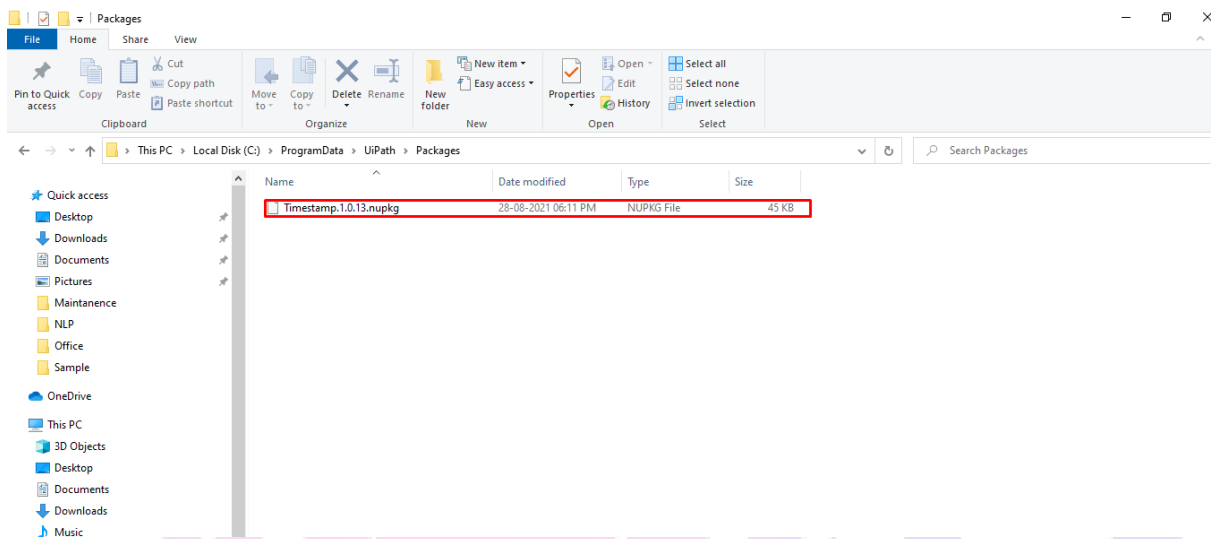 Packages
File Home Share View
Pin to Quick access
Copy
Paste
Cut
Copy path
Paste shortcut
Clipboard
Move to
Copy to
Delete
Rename
Organize
New folder
New item
Easy access
New
Properties
Open
Edit
History
Open
Select all
Select none
Invert selection
Select
This PC > Local Disk (C:) > ProgramData > UiPath > Packages
Search Packages
Name Date modified Type Size
Timestamp.1.0.13.nupkg 28-08-2021 06:11 PM NUPKG File 45 KB
Quick access
Desktop
Downloads
Documents
Pictures
Maintanence
NLP
Office
Sample
OneDrive
This PC
3D Objects
Desktop
Documents
Downloads
Music